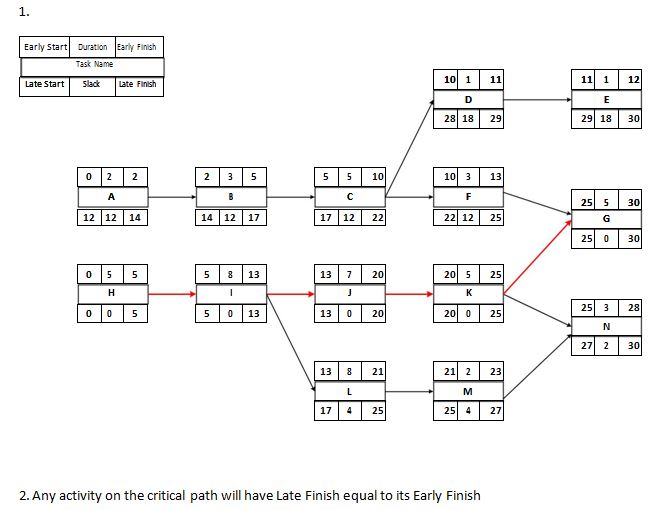 1.
Early Start Duration Early Finish
Task Name
Late Start Slack Late Finish
10 1 11
D
28 18 29
11 1 12
E
29 18 30
0 2 2
A
12 12 14
2 3 5
B
14 12 17
5 5 10
C
17 12 22
10 3 13
F
22 12 25
25 5 30
G
25 0 30
0 5 5
H
0 0 5
5 8 13
I
5 0 13
13 7 20
J
13 0 20
20 5 25
K
20 0 25
25 3 28
N
27 2 30
13 8 21
L
17 4 25
21 2 23
M
25 4 27
2. Any activity on the critical path will have Late Finish equal to its Early Finish